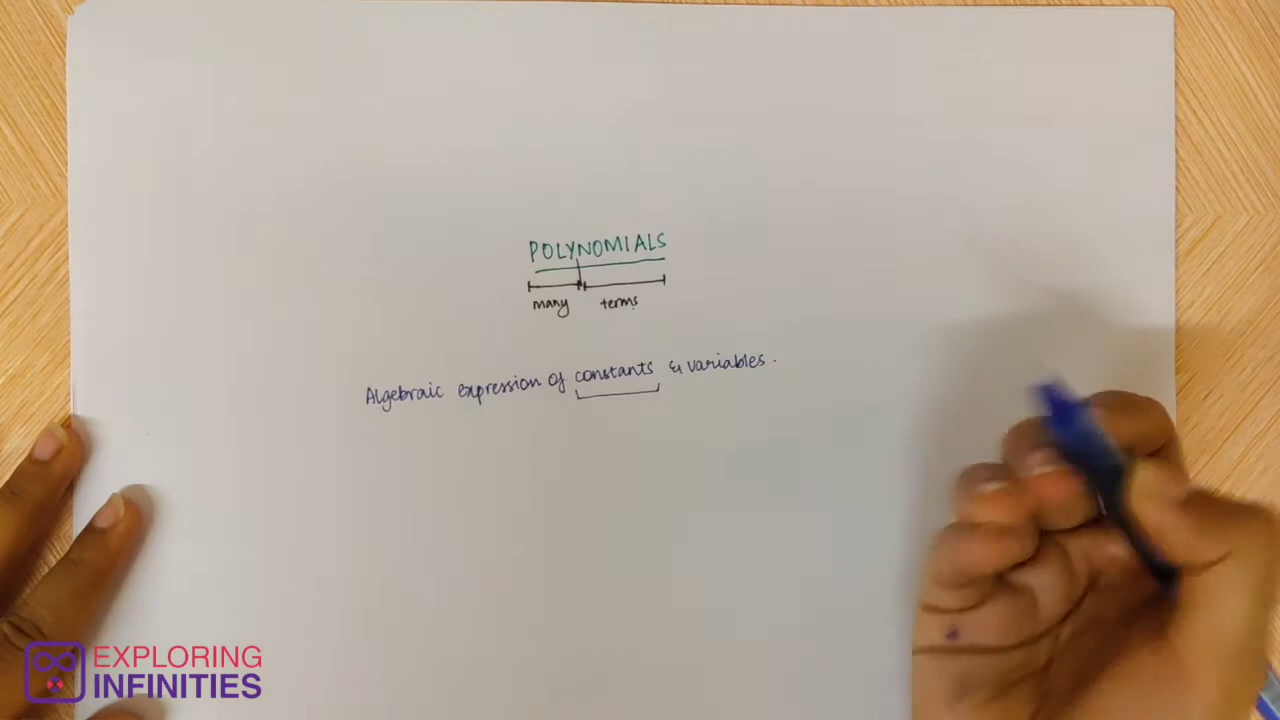 POLYNOMIALS
many terms
Algebraic expression of constants & variables.
EXPLORING
INFINITIES